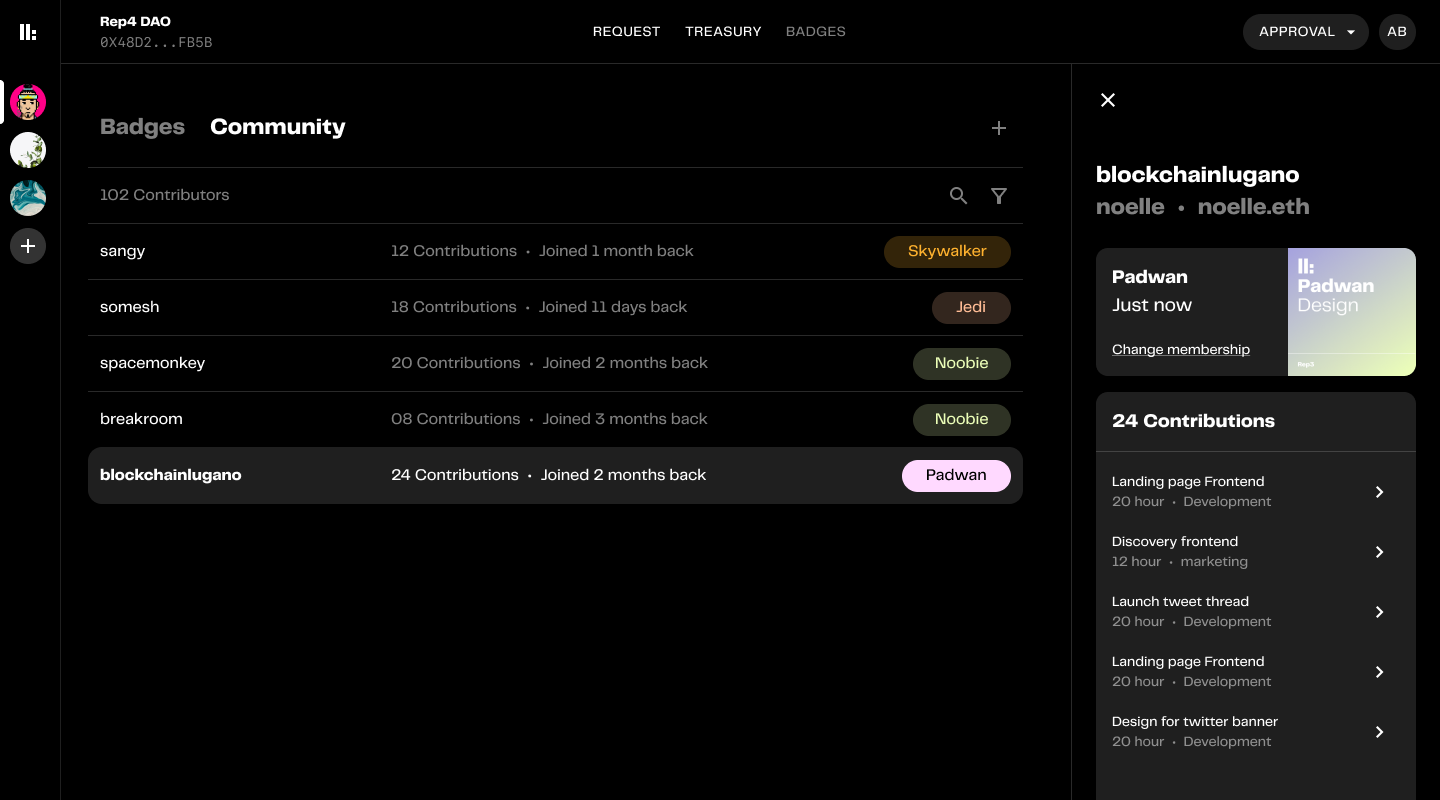 Rep4 DAO
0X48D2...FB5B
REQUEST TREASURY BADGES
APPROVAL
AB
Badges Community
102 Contributors
sangy 12 Contributions • Joined 1 month back Skywalker
somesh 18 Contributions • Joined 11 days back Jedi
spacemonkey 20 Contributions • Joined 2 months back Noobie
breakroom 08 Contributions • Joined 3 months back Noobie
blockchainlugano 24 Contributions • Joined 2 months back Padwan
blockchainlugano
noelle • noelle.eth
Padwan
Just now
Change membership
Padwan
Design
Rep3
24 Contributions
Landing page Frontend
20 hour • Development
Discovery frontend
12 hour • marketing
Launch tweet thread
20 hour • Development
Landing page Frontend
20 hour • Development
Design for twitter banner
20 hour • Development